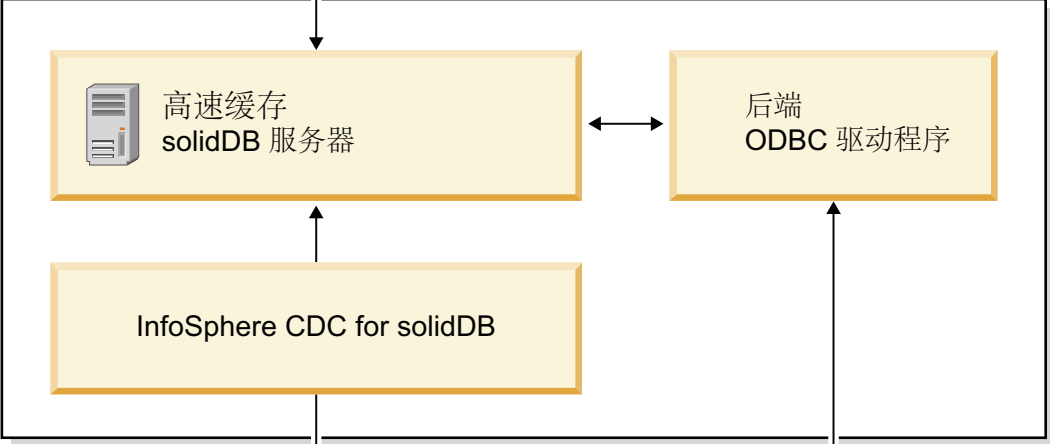 高速缓存
solidDB 服务器
后端
ODBC 驱动程序
InfoSphere CDC for solidDB